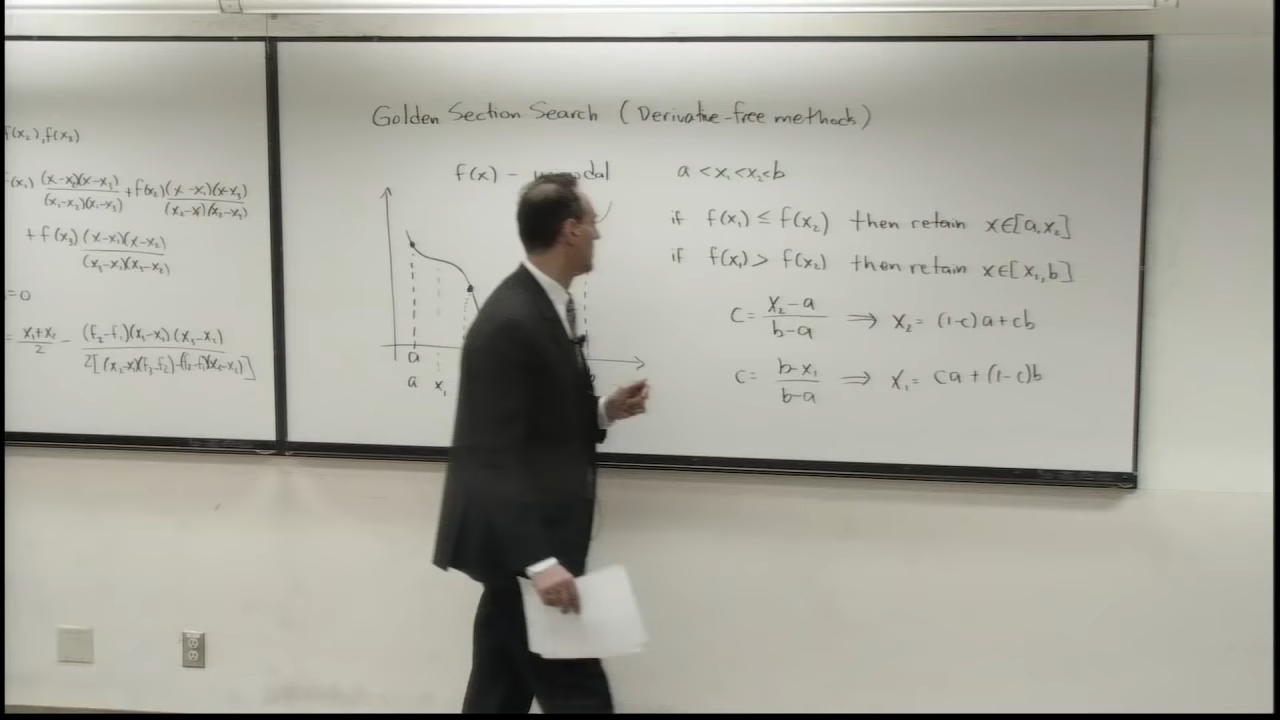 f(x₂), f(x₃)
f(x₁) (x-x₂)(x-x₃)/(x₁-x₂)(x₁-x₃) + f(x₂)(x-x₁)(x-x₃)/(x₂-x₁)(x₂-x₃)
+ f(x₃) (x-x₁)(x-x₂)/(x₃-x₁)(x₃-x₂)
=0
= x₁+x₂/2 - (f₂-f₁)(x₁-x₃)(x₃-x₂)/2[(x₂-x₁)(f₃-f₂)-(f₂-f₁)(x₃-x₂)]
Golden Section Search (Derivative-free methods)
f(x) -
a
a x₁
a < x₁ < x₂ < b
if f(x₁) ≤ f(x₂) then retain x∈[a,x₂]
if f(x₁) > f(x₂) then retain x∈[x₁,b]
C = x₂-a/b-a ⇒ x₂ = (1-c)a+cb
C = b-x₁/b-a ⇒ x₁ = ca+(1-c)b